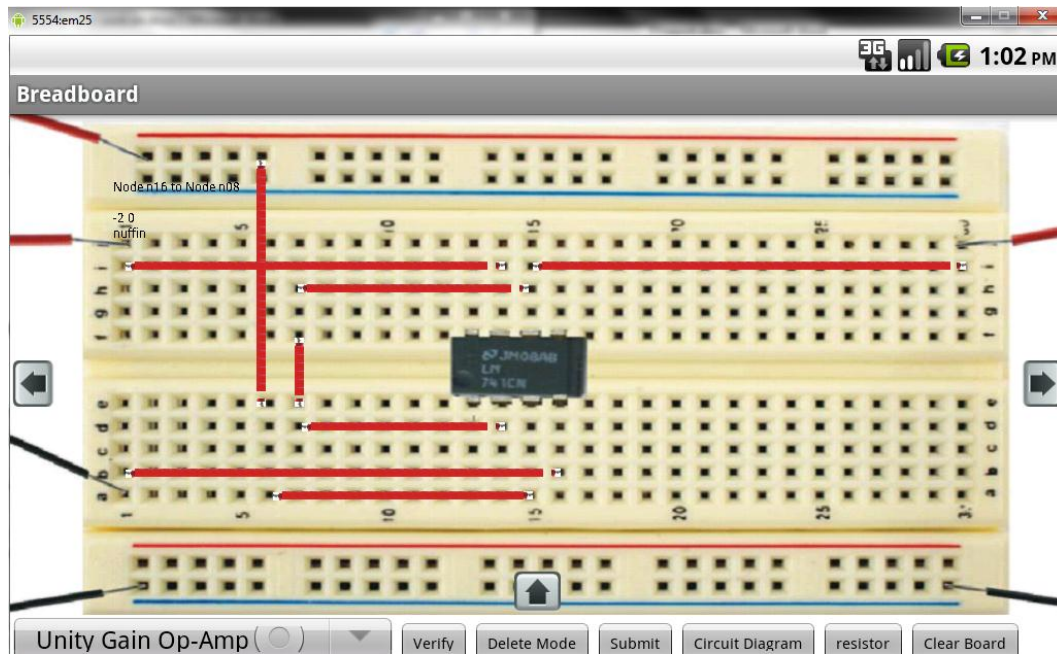 5554:em25
3G 1:02 PM
Breadboard
Node n16 to Node n08
-2 0
nuffin
5 10 15 20 25
i i
h h
g g
f f
JM08AB
LM
741CN
e e
d d
c c
b b
a a
1 5 10 15 20 25
Unity Gain Op-Amp
Verify
Delete Mode
Submit
Circuit Diagram
resistor
Clear Board